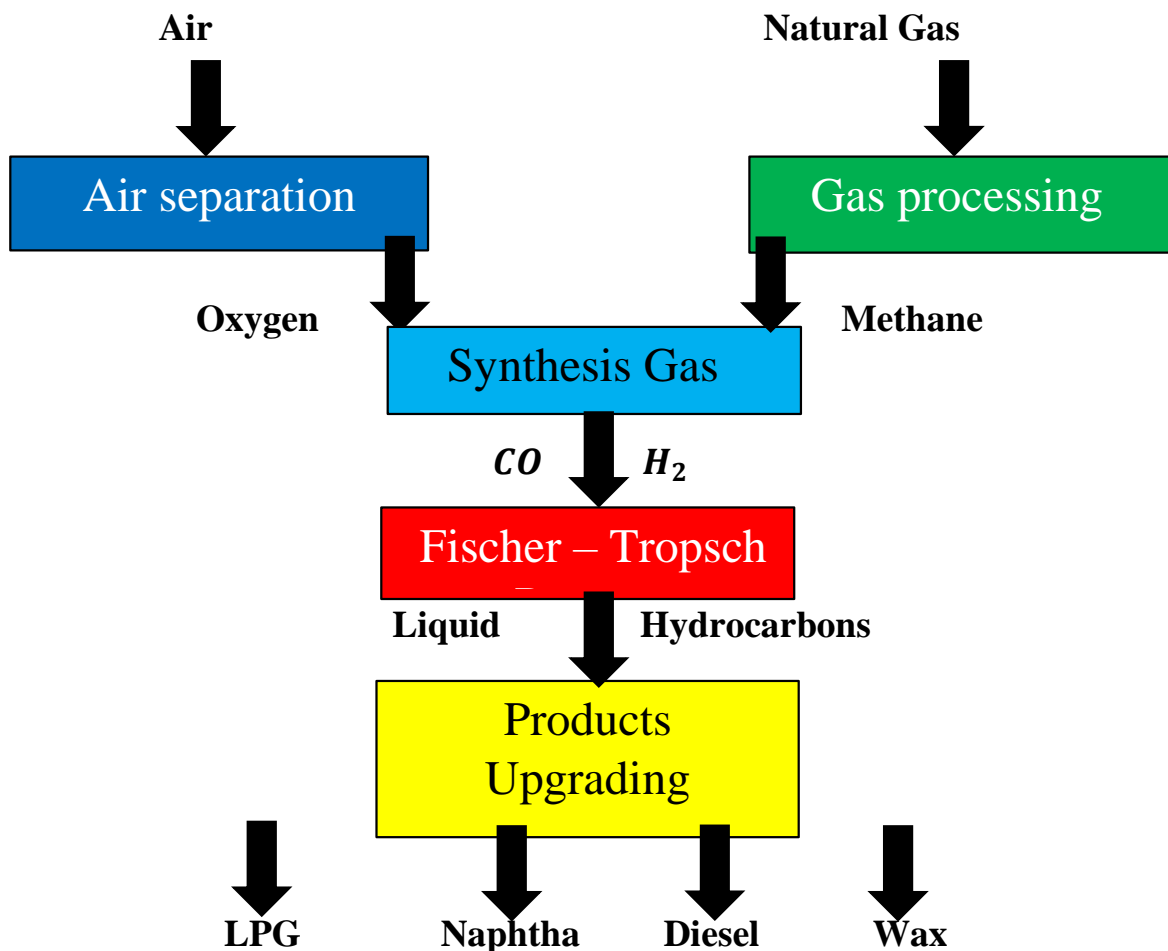 Air Natural Gas
Air separation Gas processing
Oxygen Methane
Synthesis Gas
CO H₂
Fischer – Tropsch
Liquid Hydrocarbons
Products
Upgrading
LPG Naphtha Diesel Wax